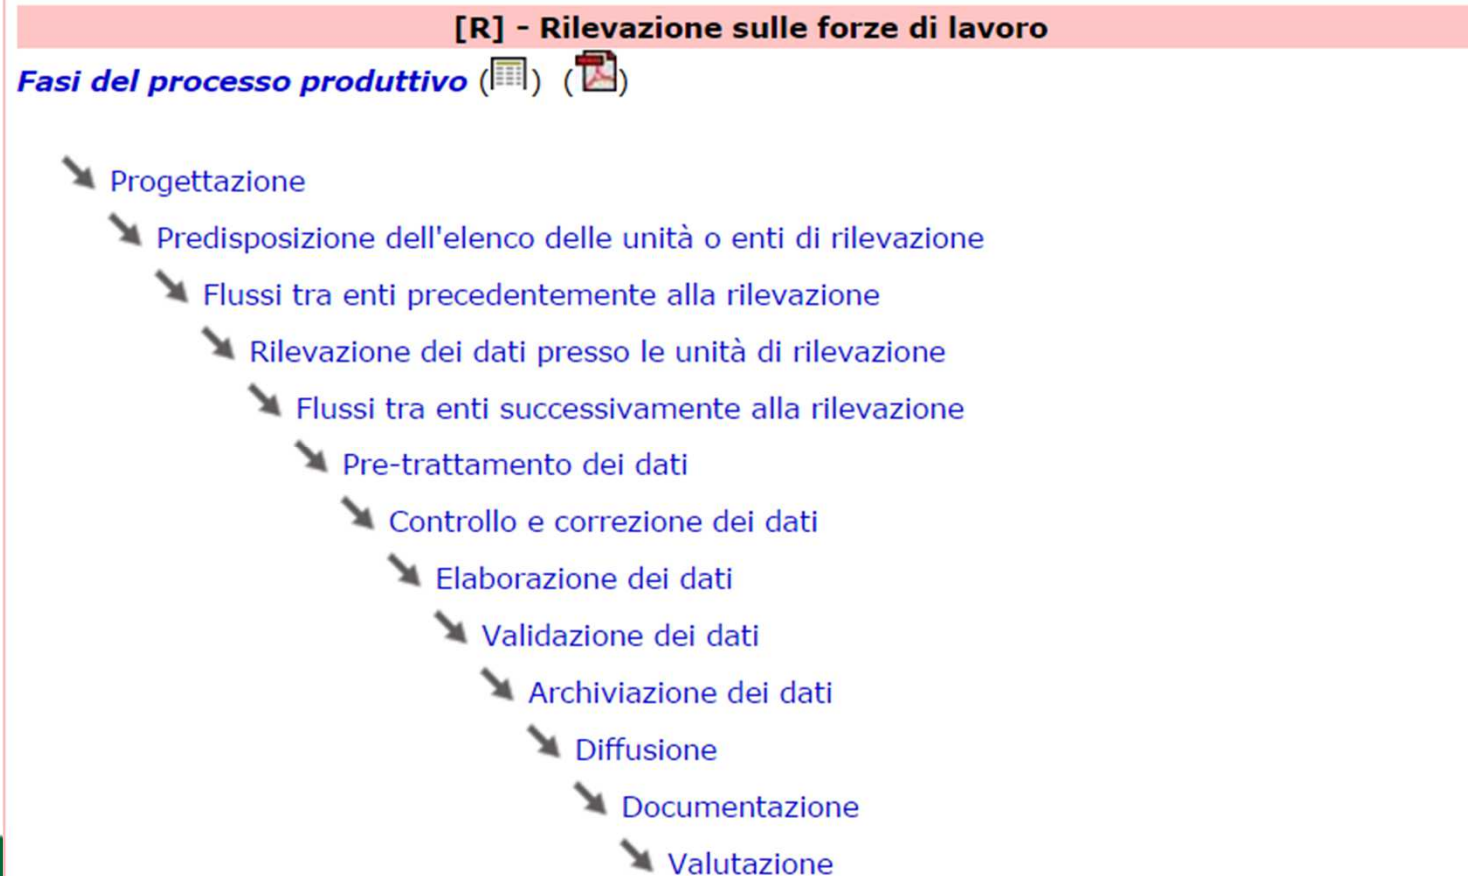 [R] - Rilevazione sulle forze di lavoro
Fasi del processo produttivo () ()
Progettazione
Predisposizione dell'elenco delle unità o enti di rilevazione
Flussi tra enti precedentemente alla rilevazione
Rilevazione dei dati presso le unità di rilevazione
Flussi tra enti successivamente alla rilevazione
Pre-trattamento dei dati
Controllo e correzione dei dati
Elaborazione dei dati
Validazione dei dati
Archiviazione dei dati
Diffusione
Documentazione
Valutazione